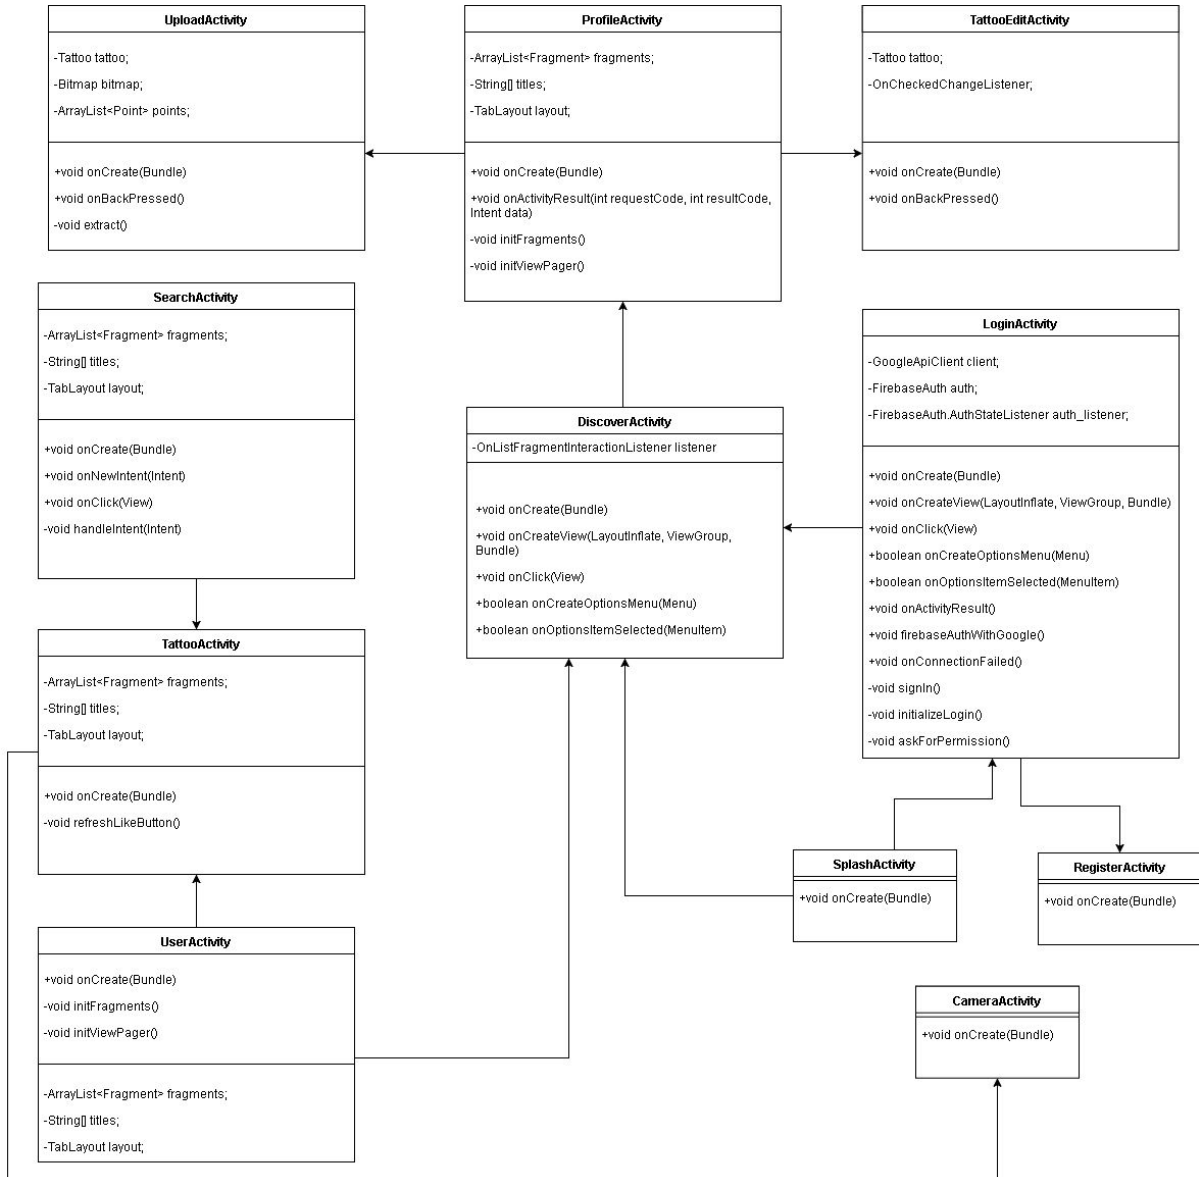 UploadActivity
-Tattoo tattoo;
-Bitmap bitmap;
-ArrayList<Point> points;
+void onCreate(Bundle)
+void onBackPressed()
-void extract()
ProfileActivity
-ArrayList<Fragment> fragments;
-String[] titles;
-TabLayout layout;
+void onCreate(Bundle)
+void onActivityResult(int requestCode, int resultCode,
Intent data)
-void initFragments()
-void initViewPager()
TattooEditActivity
-Tattoo tattoo;
-OnCheckedChangeListener;
+void onCreate(Bundle)
+void onBackPressed()
SearchActivity
-ArrayList<Fragment> fragments;
-String[] titles;
-TabLayout layout;
+void onCreate(Bundle)
+void onNewIntent(Intent)
+void onClick(View)
-void handleIntent(Intent)
DiscoverActivity
-OnListFragmentInteractionListener listener
+void onCreate(Bundle)
+void onCreateView(LayoutInflate, ViewGroup,
Bundle)
+void onClick(View)
+boolean onCreateOptionsMenu(Menu)
+boolean onOptionsItemSelected(MenuItem)
LoginActivity
-GoogleApiClient client;
-FirebaseAuth auth;
-FirebaseAuth.AuthStateListener auth_listener;
+void onCreate(Bundle)
+void onCreateView(LayoutInflate, ViewGroup, Bundle)
+void onClick(View)
+boolean onCreateOptionsMenu(Menu)
+boolean onOptionsItemSelected(MenuItem)
+void onActivityResult()
+void firebaseAuthWithGoogle()
+void onConnectionFailed()
-void signIn()
-void initializeLogin()
-void askForPermission()
TattooActivity
-ArrayList<Fragment> fragments;
-String[] titles;
-TabLayout layout;
+void onCreate(Bundle)
-void refreshLikeButton()
SplashActivity
+void onCreate(Bundle)
RegisterActivity
+void onCreate(Bundle)
UserActivity
+void onCreate(Bundle)
-void initFragments()
-void initViewPager()
-ArrayList<Fragment> fragments;
-String[] titles;
-TabLayout layout;
CameraActivity
+void onCreate(Bundle)